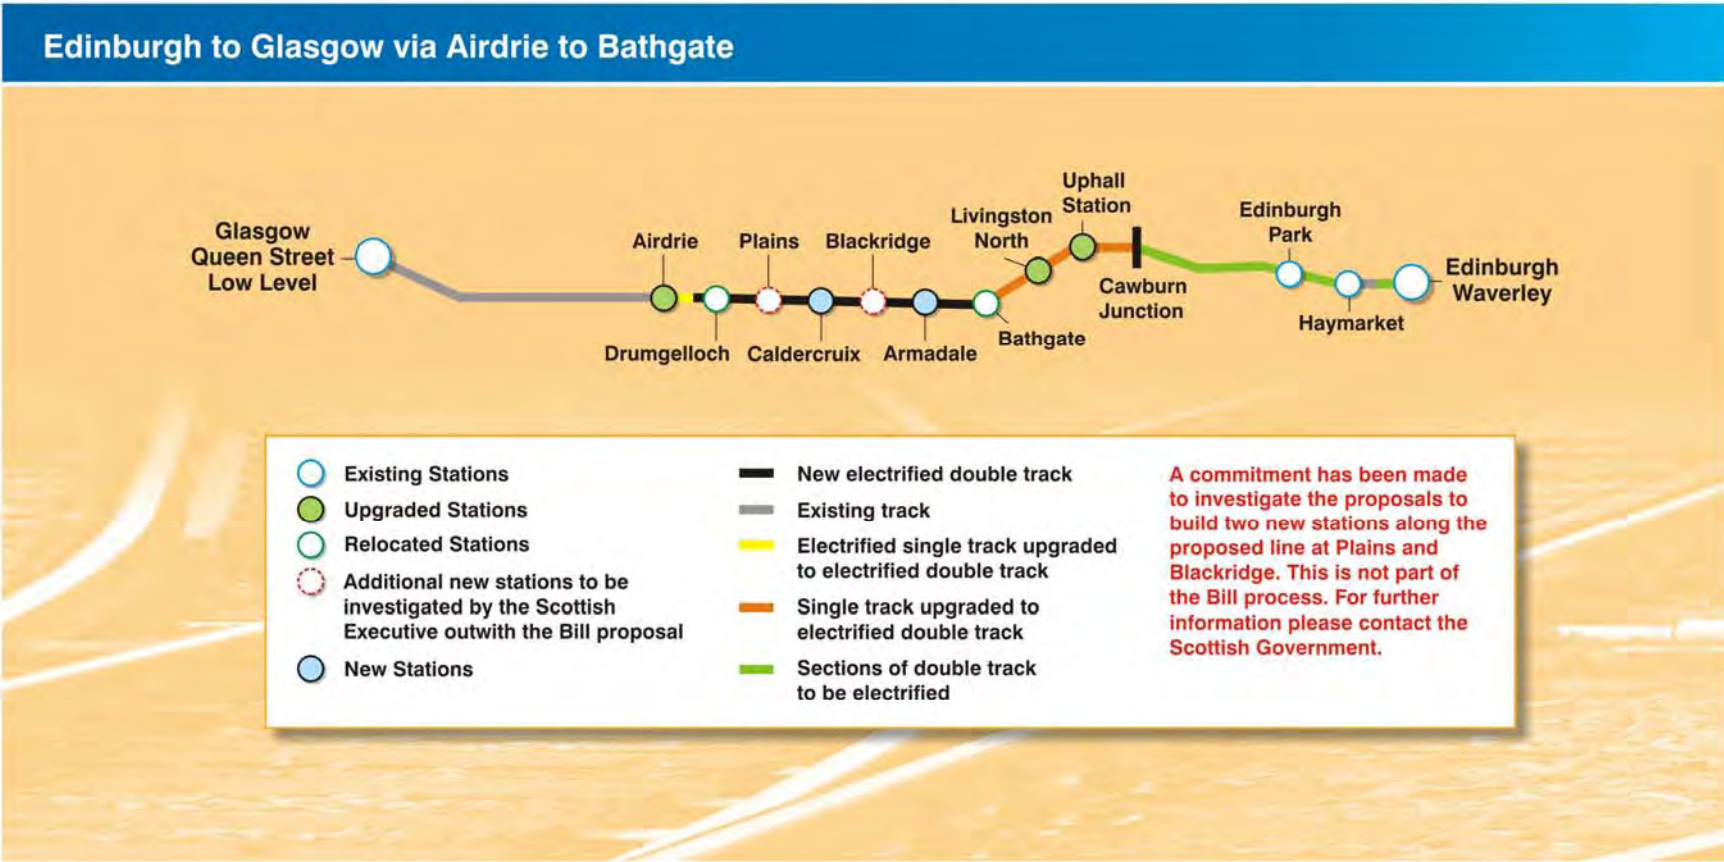 Edinburgh to Glasgow via Airdrie to Bathgate
Glasgow
Queen Street
Low Level
Airdrie
Drumgelloch
Plains
Caldercruix
Blackridge
Armadale
Bathgate
Livingston
North
Uphall
Station
Cawburn
Junction
Edinburgh
Park
Haymarket
Edinburgh
Waverley
Existing Stations
Upgraded Stations
Relocated Stations
Additional new stations to be
investigated by the Scottish
Executive outwith the Bill proposal
New Stations
New electrified double track
Existing track
Electrified single track upgraded
to electrified double track
Single track upgraded to
electrified double track
Sections of double track
to be electrified
A commitment has been made
to investigate the proposals to
build two new stations along the
proposed line at Plains and
Blackridge. This is not part of
the Bill process. For further
information please contact the
Scottish Government.